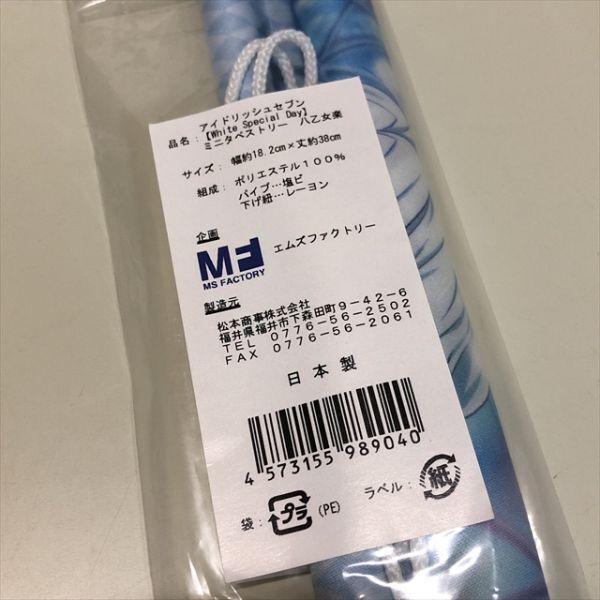 アイドリッシュセブン
品名：【White Special Day】
ミニタペストリー 八乙女楽
サイズ：幅約18.2cm×丈約38cm
組成：ポリエステル１００％
パイプ…塩ビ
下げ紐…レーヨン
企画
MF
MS FACTORY
エムズファクトリー
製造元
松本商事株式会社
福井県福井市下森田町９-４２-６
ＴＥＬ ０７７６-５６-２５０２
ＦＡＸ ０７７６-５６-２０６１
日本製
4 573155 989040
袋：プラ(PE)
ラベル：紙